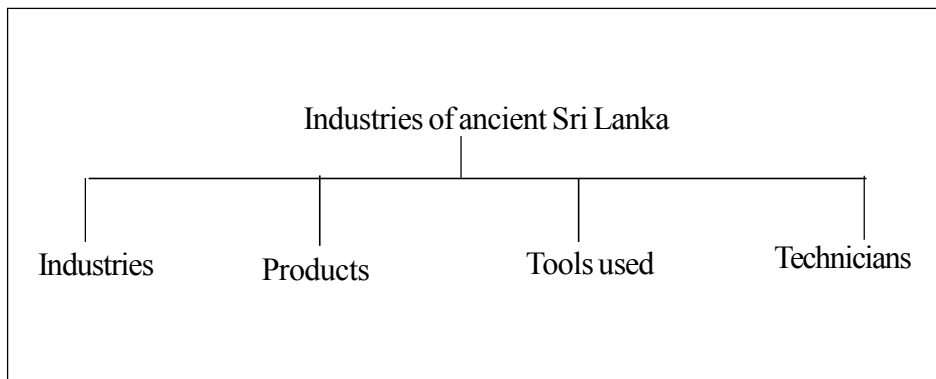 Industries of ancient Sri Lanka
Industries
Products
Tools used
Technicians